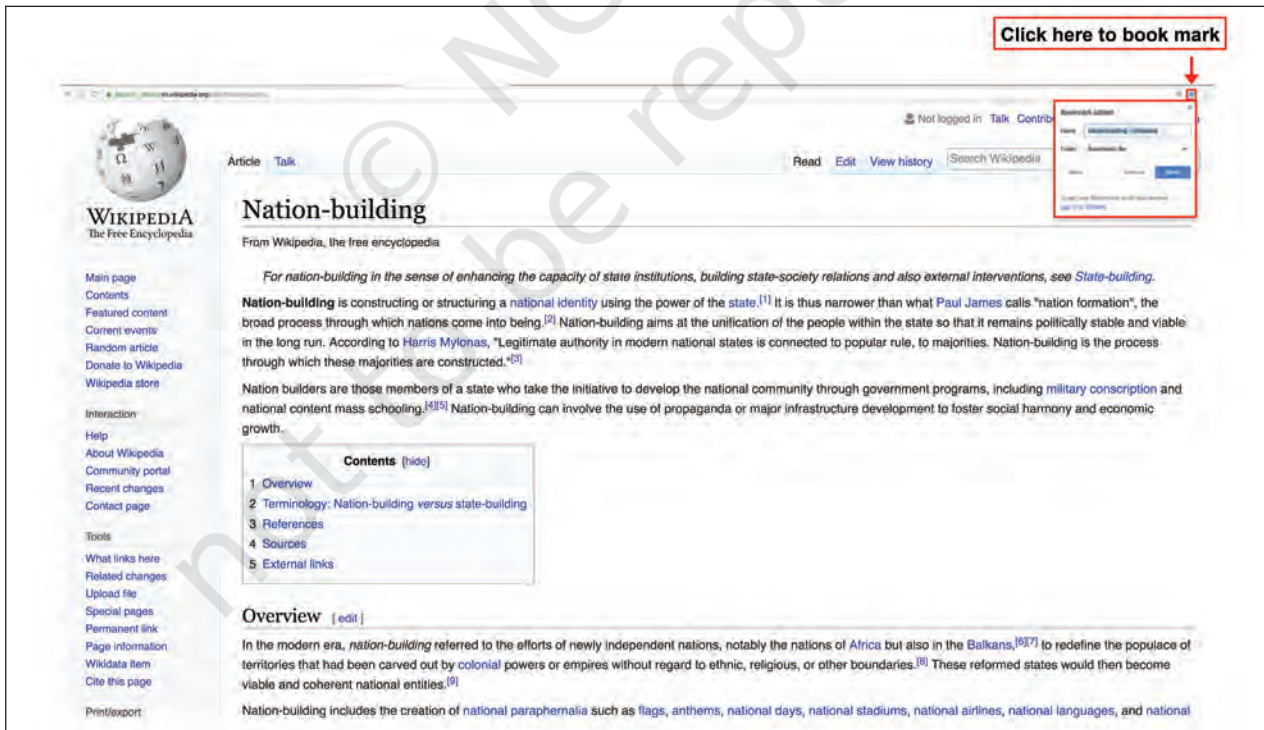 Click here to book mark
Not logged in Talk Contrib
Article Talk
Read Edit View history Search Wikipedia
Bookmark added
Name
Folder Bookmarks Bar
WIKIPEDIA
The Free Encyclopedia
Nation-building
From Wikipedia, the free encyclopedia
For nation-building in the sense of enhancing the capacity of state institutions, building state-society relations and also external interventions, see State-building.
Nation-building is constructing or structuring a national identity using the power of the state.[1] It is thus narrower than what Paul James calls "nation formation", the
broad process through which nations come into being.[2] Nation-building aims at the unification of the people within the state so that it remains politically stable and viable
in the long run. According to Harris Mylonas, "Legitimate authority in modern national states is connected to popular rule, to majorities. Nation-building is the process
through which these majorities are constructed."[3]
Nation builders are those members of a state who take the initiative to develop the national community through government programs, including military conscription and
national content mass schooling.[4][5] Nation-building can involve the use of propaganda or major infrastructure development to foster social harmony and economic
growth.
Main page
Contents
Featured content
Current events
Random article
Donate to Wikipedia
Wikipedia store
Interaction
Help
About Wikipedia
Community portal
Recent changes
Contact page
Tools
What links here
Related changes
Upload file
Special pages
Permanent link
Page information
Wikidata item
Cite this page
Print/export
Contents [hide]
1 Overview
2 Terminology: Nation-building versus state-building
3 References
4 Sources
5 External links
Overview [ edit ]
In the modern era, nation-building referred to the efforts of newly independent nations, notably the nations of Africa but also in the Balkans,[6][7] to redefine the populace of
territories that had been carved out by colonial powers or empires without regard to ethnic, religious, or other boundaries.[8] These reformed states would then become
viable and coherent national entities.[9]
Nation-building includes the creation of national paraphernalia such as flags, anthems, national days, national stadiums, national airlines, national languages, and national
© N
not to be rep